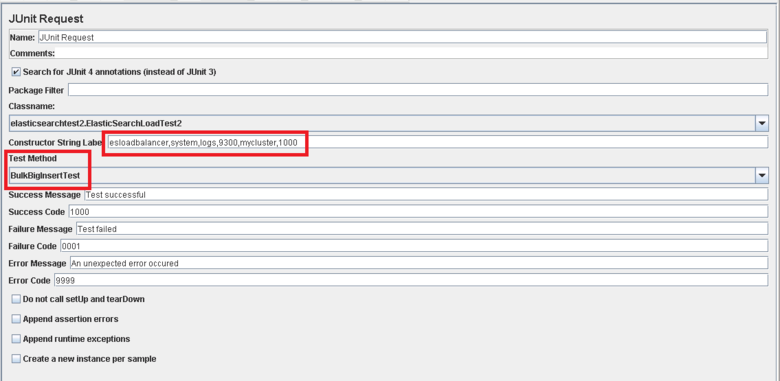 JUnit Request
Name: JUnit Request
Comments:
Search for JUnit 4 annotations (instead of JUnit 3)
Package Filter
Classname:
elasticsearchtest2.ElasticSearchLoadTest2
Constructor String Labe esloadbalancer,system,logs,9300,mycluster,1000
Test Method
BulkBigInsertTest
Success Message Test successful
Success Code 1000
Failure Message Test failed
Failure Code 0001
Error Message An unexpected error occured
Error Code 9999
Do not call setUp and tearDown
Append assertion errors
Append runtime exceptions
Create a new instance per sample